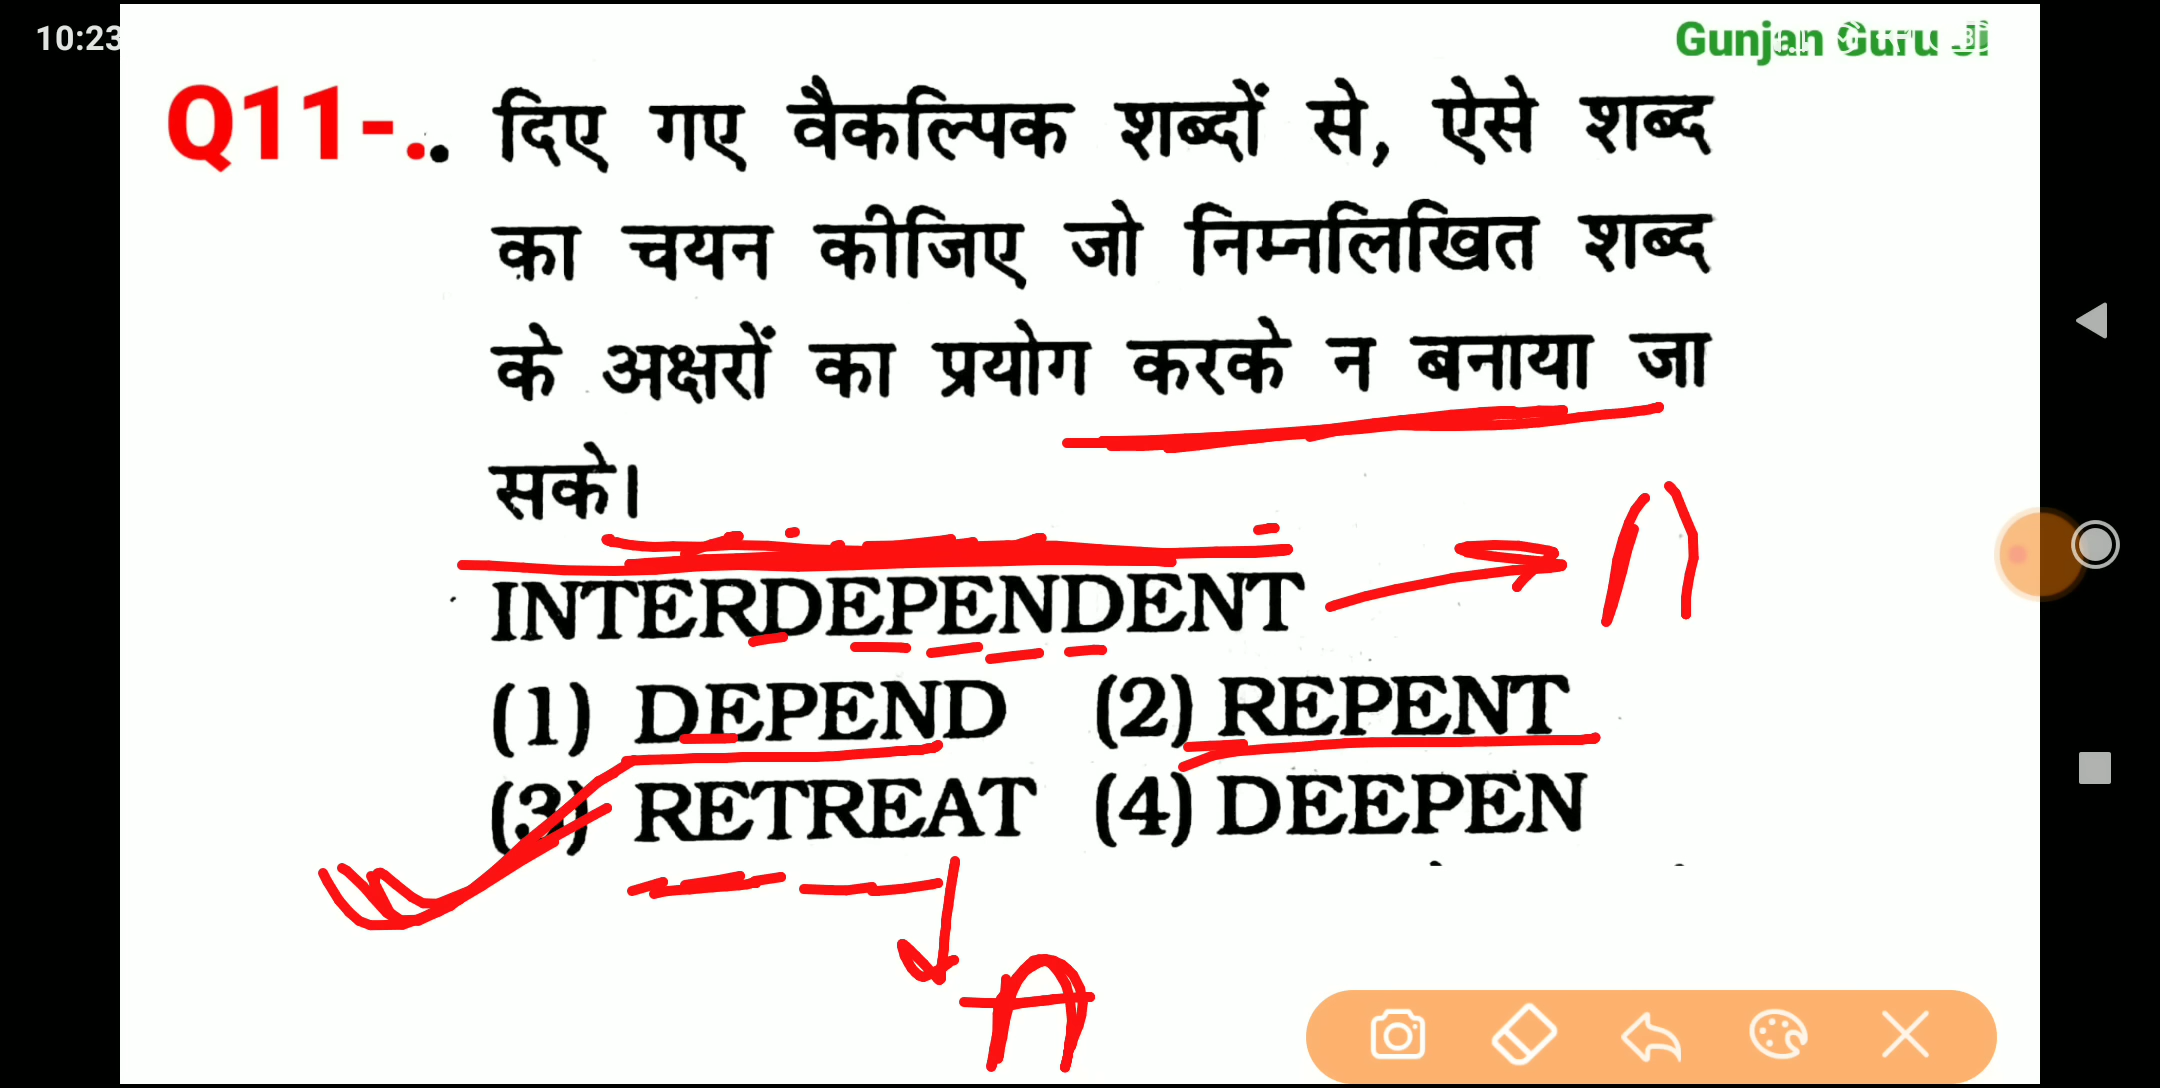 10:23
Gunjan Guru Ji
Q11-.. दिए गए वैकल्पिक शब्दों से, ऐसे शब्द
का चयन कीजिए जो निम्नलिखित शब्द
के अक्षरों का प्रयोग करके न बनाया जा
सके।
INTERDEPENDENT
(1) DEPEND (2) REPENT
(3) RETREAT (4) DEEPEN
A